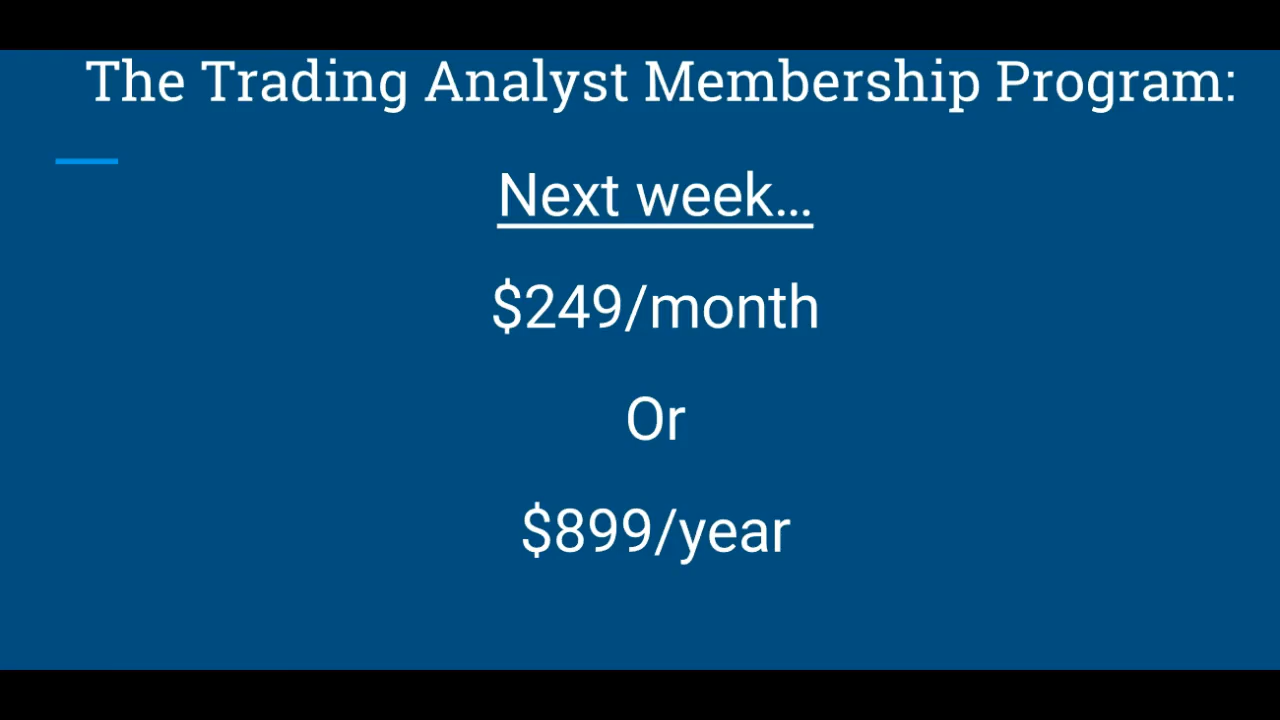 The Trading Analyst Membership Program:
Next week...
$249/month
Or
$899/year